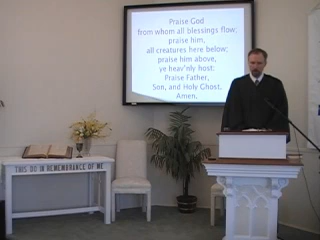 Praise God
from whom all blessings flow;
praise him,
all creatures here below;
praise him above,
ye heav'nly host;
Praise Father,
Son, and Holy Ghost.
Amen.
THIS DO IN REMEMBRANCE OF ME